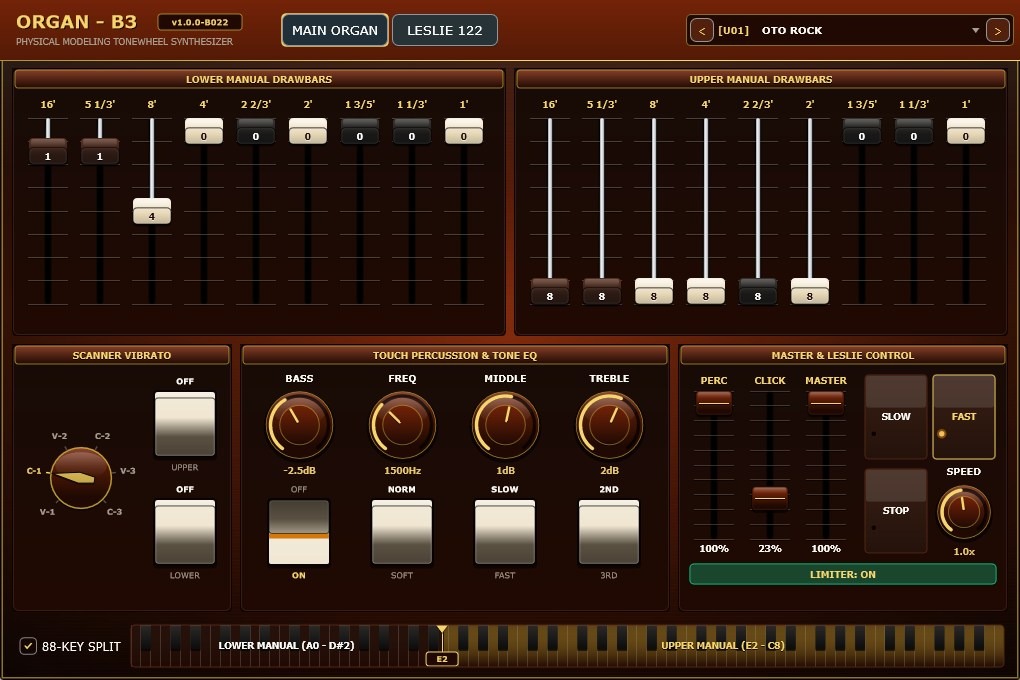 ORGAN - B3 v1.0.0-B022
PHYSICAL MODELING TONEWHEEL SYNTHESIZER
MAIN ORGAN LESLIE 122
< [U01] OTO ROCK >
LOWER MANUAL DRAWBARS
16' 5 1/3' 8' 4' 2 2/3' 2' 1 3/5' 1 1/3' 1'
1 1 4 0 0 0 0 0 0
UPPER MANUAL DRAWBARS
16' 5 1/3' 8' 4' 2 2/3' 2' 1 3/5' 1 1/3' 1'
8 8 8 8 8 8 0 0 0
SCANNER VIBRATO
OFF
UPPER
V-2 C-2
C-1 V-3
V-1 C-3
OFF
LOWER
TOUCH PERCUSSION & TONE EQ
BASS FREQ MIDDLE TREBLE
-2.5dB 1500Hz 1dB 2dB
OFF NORM SLOW 2ND
ON SOFT FAST 3RD
MASTER & LESLIE CONTROL
PERC CLICK MASTER
100% 23% 100%
SLOW FAST
STOP
SPEED
1.0x
LIMITER: ON
88-KEY SPLIT
LOWER MANUAL (A0 - D#2)
E2
UPPER MANUAL (E2 - C8)